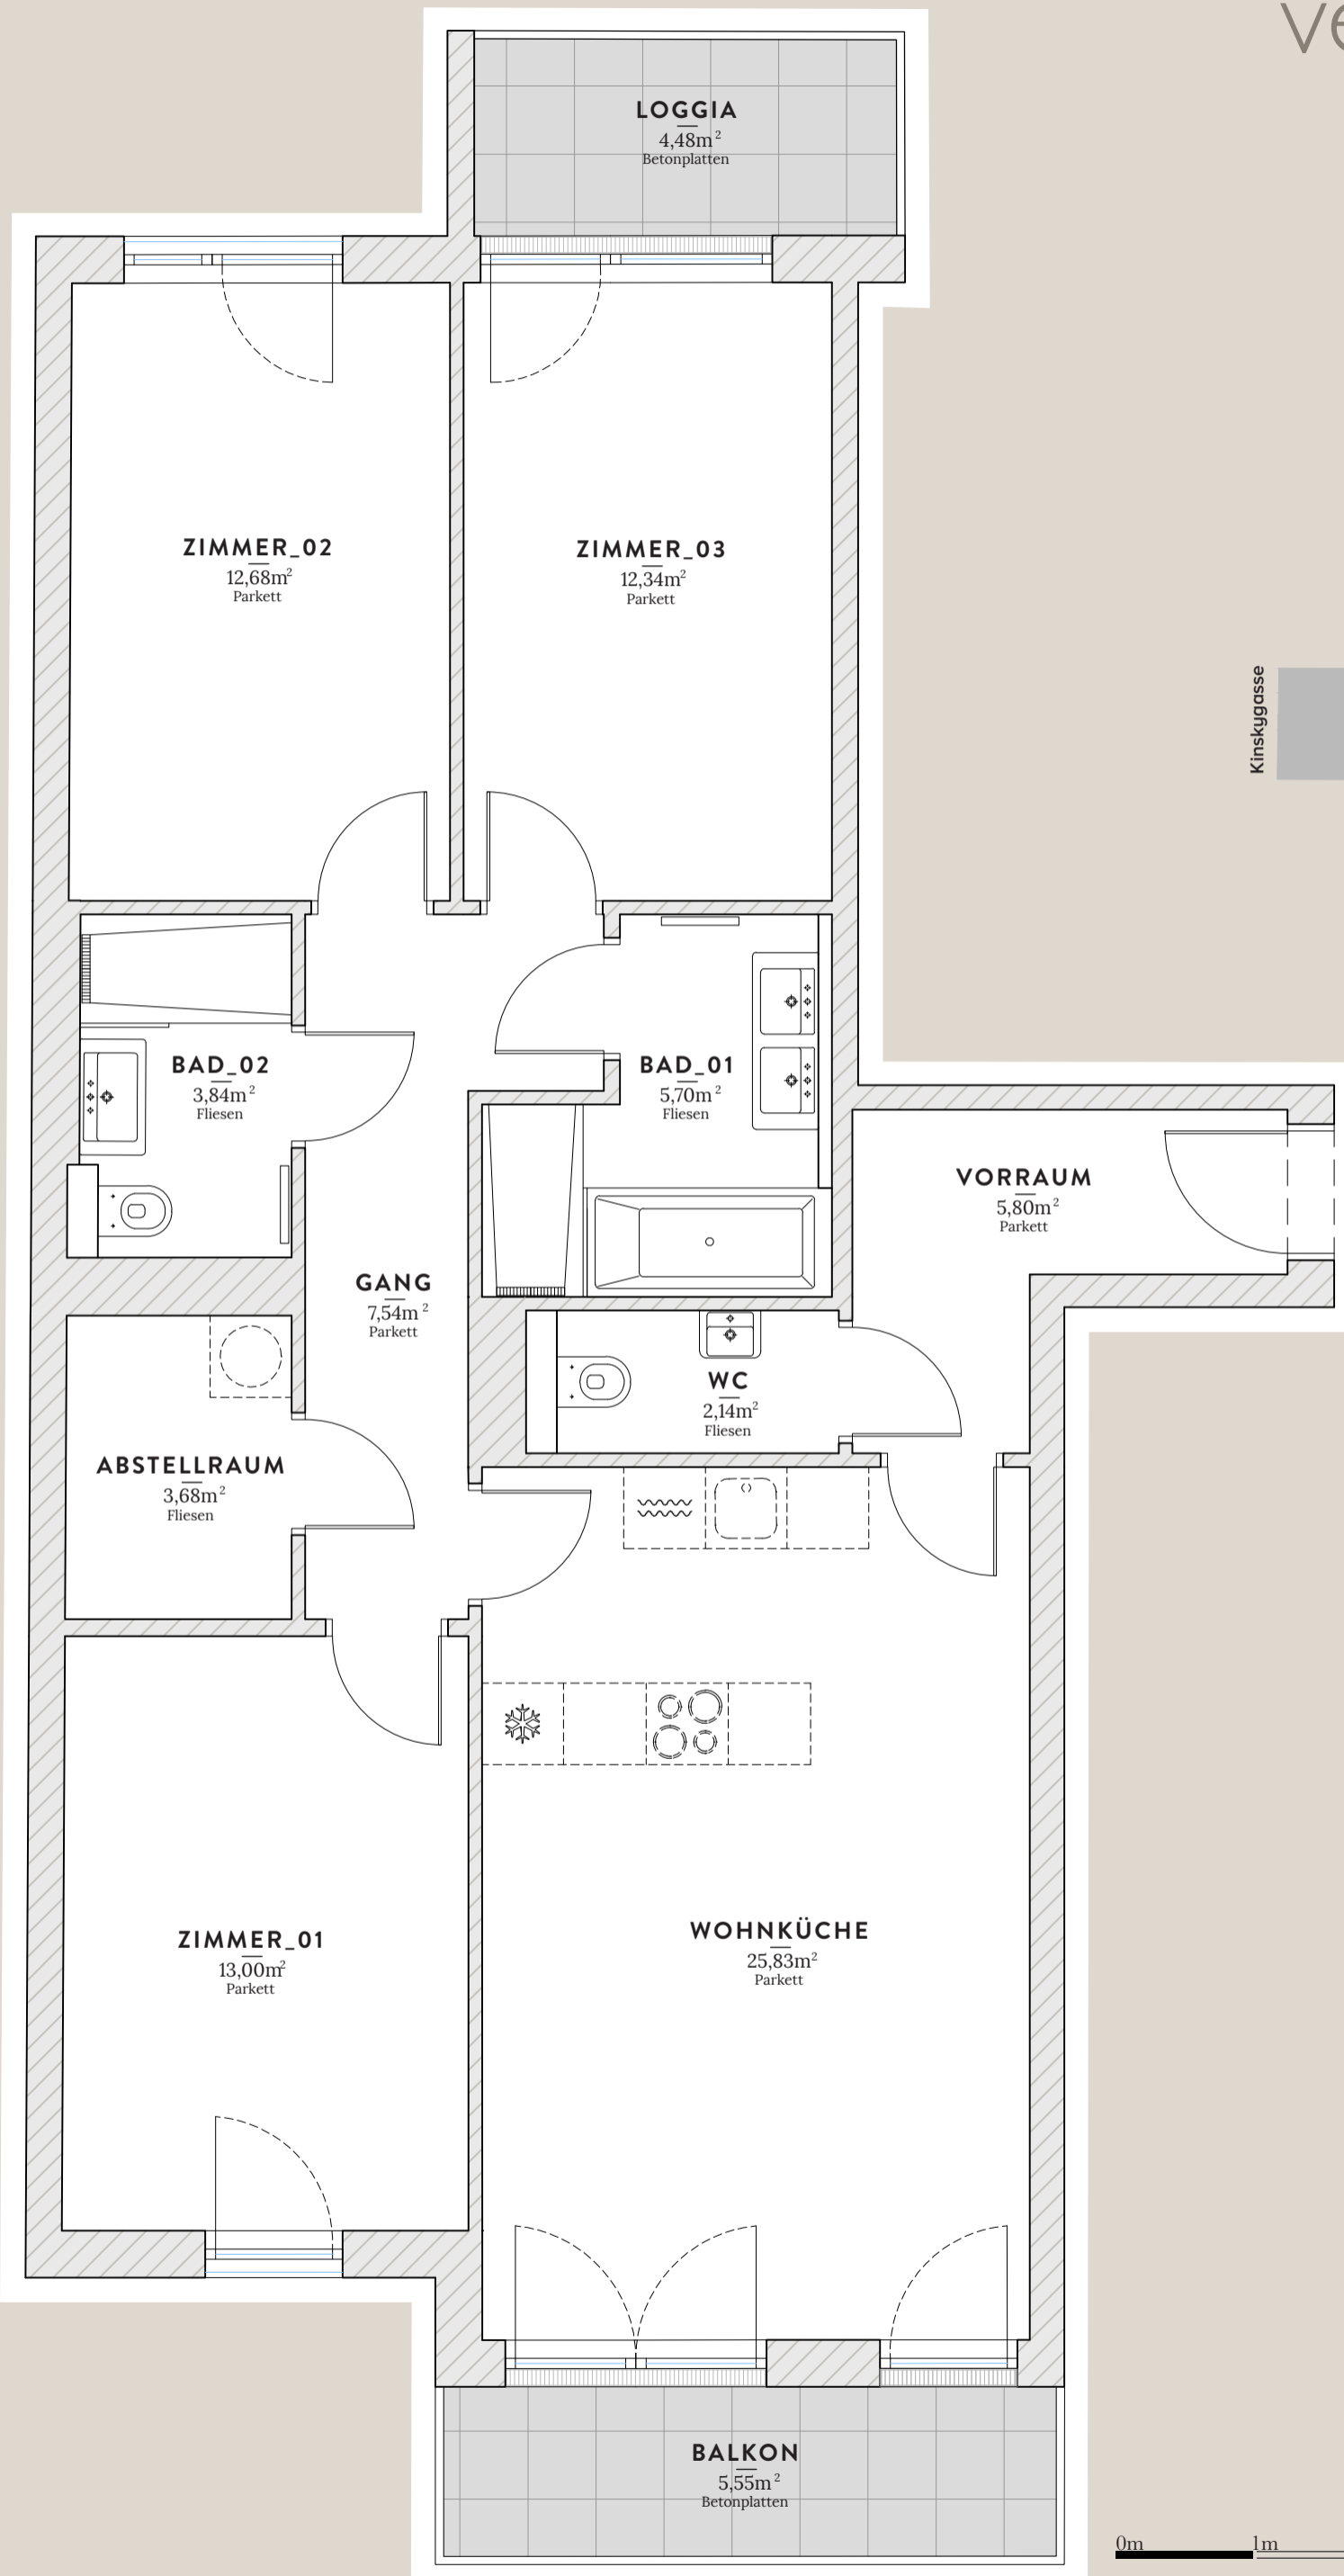 Ve
LOGGIA
4,48m²
Betonplatten
ZIMMER_02
12,68m²
Parkett
ZIMMER_03
12,34m²
Parkett
Kinskygasse
BAD_02
3,84m²
Fliesen
BAD_01
5,70m²
Fliesen
VORRAUM
5,80m²
Parkett
GANG
7,54m²
Parkett
WC
2,14m²
Fliesen
ABSTELLRAUM
3,68m²
Fliesen
ZIMMER_01
13,00m²
Parkett
WOHNKÜCHE
25,83m²
Parkett
BALKON
5,55m²
Betonplatten
0m 1m